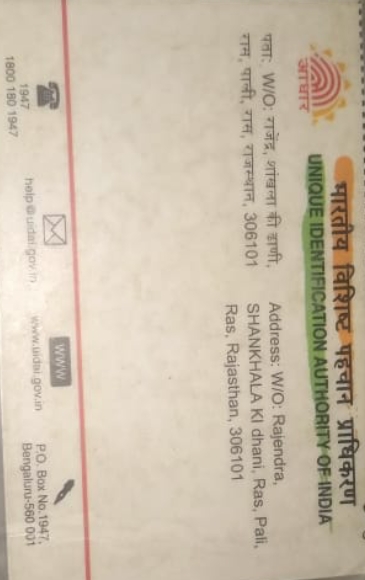 भारतीय विशिष्ट पहचान प्राधिकरण
UNIQUE IDENTIFICATION AUTHORITY OF INDIA
आधार
पता: W/O: राजेंद्र, शांखला की ढाणी,
रास, पाली, रास, राजस्थान, 306101
Address: W/O: Rajendra,
SHANKHALA KI dhani, Ras, Pali,
Ras, Rajasthan, 306101
1947
1800 180 1947
help@uidai.gov.in
WWW
www.uidai.gov.in
P.O. Box No.1947,
Bengaluru-560 001